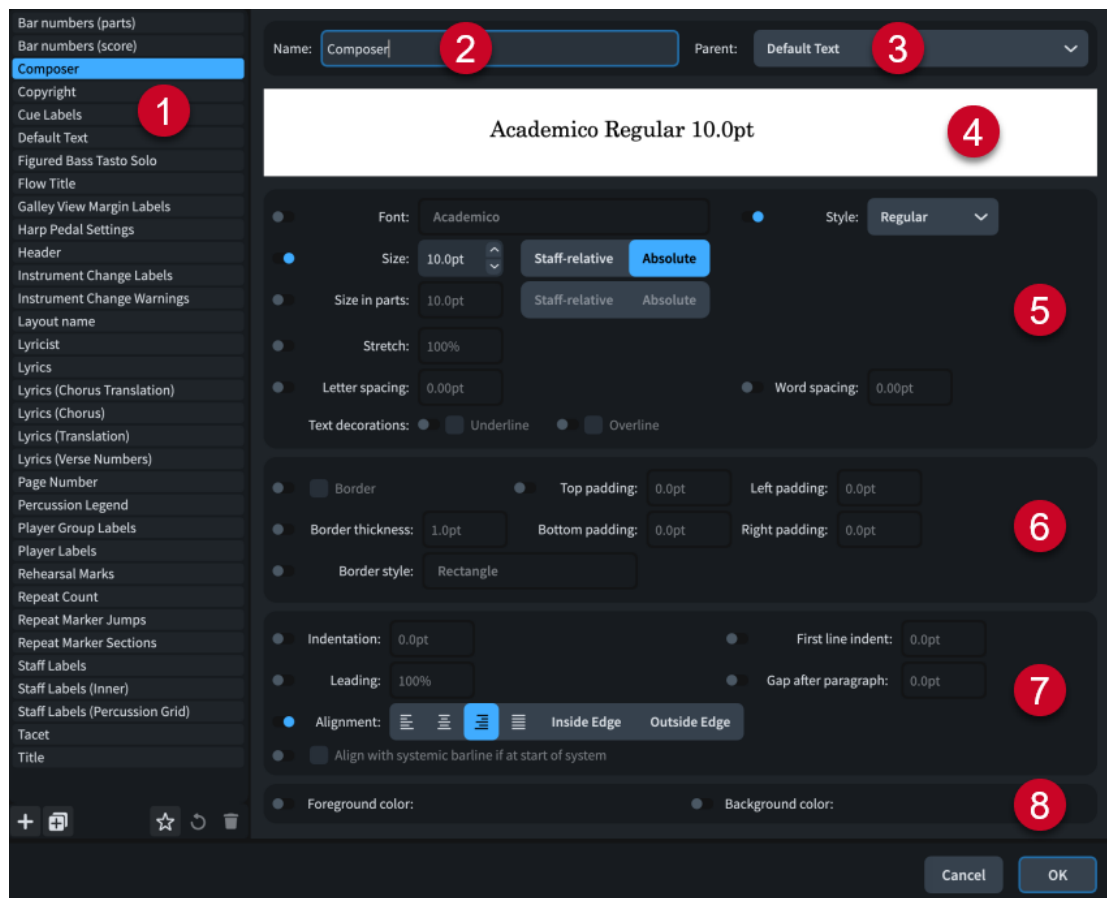 Bar numbers (parts)
Bar numbers (score)
Composer
Copyright
Cue Labels
Default Text
Figured Bass Tasto Solo
Flow Title
Galley View Margin Labels
Harp Pedal Settings
Header
Instrument Change Labels
Instrument Change Warnings
Layout name
Lyricist
Lyrics
Lyrics (Chorus Translation)
Lyrics (Chorus)
Lyrics (Translation)
Lyrics (Verse Numbers)
Page Number
Percussion Legend
Player Group Labels
Player Labels
Rehearsal Marks
Repeat Count
Repeat Marker Jumps
Repeat Marker Sections
Staff Labels
Staff Labels (Inner)
Staff Labels (Percussion Grid)
Tacet
Title
1
Name: Composer 2 Parent: Default Text 3
Academico Regular 10.0pt 4
Font: Academico Style: Regular
Size: 10.0pt Staff-relative Absolute
Size in parts: 10.0pt Staff-relative Absolute
5
Stretch: 100%
Letter spacing: 0.00pt Word spacing: 0.00pt
Text decorations: Underline Overline
Border Top padding: 0.0pt Left padding: 0.0pt
Border thickness: 1.0pt Bottom padding: 0.0pt Right padding: 0.0pt
6
Border style: Rectangle
Indentation: 0.0pt First line indent: 0.0pt
Leading: 100% Gap after paragraph: 0.0pt
7
Alignment: Inside Edge Outside Edge
Align with systemic barline if at start of system
Foreground color: Background color: 8
Cancel OK